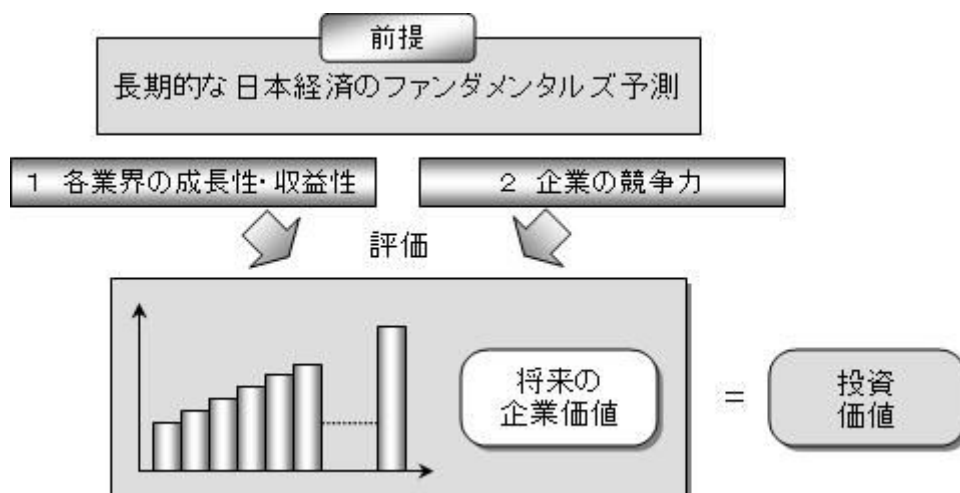 前提
長期的な日本経済のファンダメンタルズ予測
1 各業界の成長性・収益性
2 企業の競争力
評価
将来の
企業価値
=
投資
価値